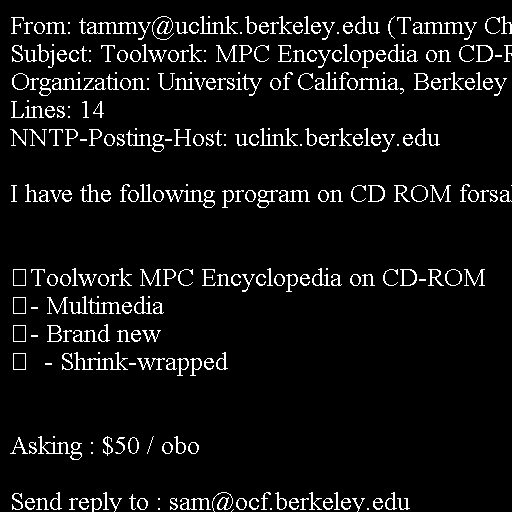 From: tammy@uclink.berkeley.edu (Tammy Ch
Subject: Toolwork: MPC Encyclopedia on CD-R
Organization: University of California, Berkeley
Lines: 14
NNTP-Posting-Host: uclink.berkeley.edu
I have the following program on CD ROM forsal
Toolwork MPC Encyclopedia on CD-ROM
- Multimedia
- Brand new
- Shrink-wrapped
Asking : $50 / obo
Send reply to : sam@ocf.berkeley.edu